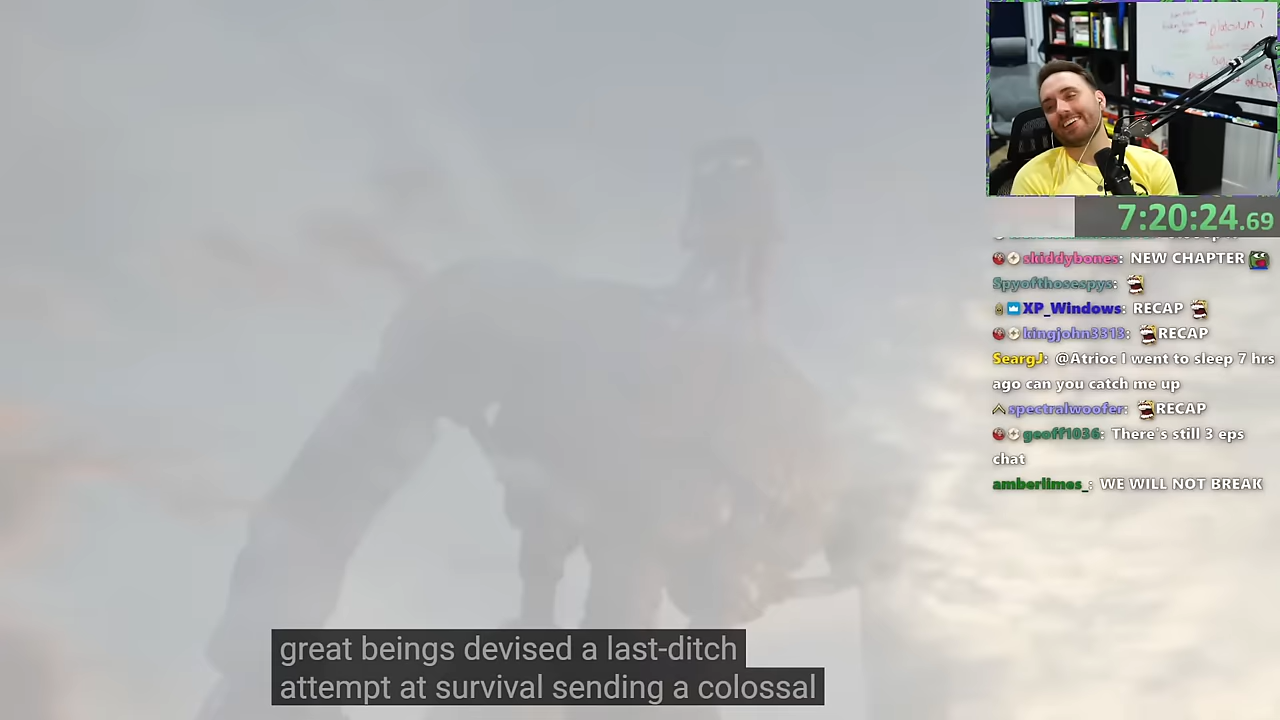 7:20:24.69
skiddybones: NEW CHAPTER
Spyofthosespys:
XP_Windows: RECAP
kingjohn3313: RECAP
SeargJ: @Atrioc I went to sleep 7 hrs
ago can you catch me up
spectralwoofer: RECAP
geoff1036: There's still 3 eps
chat
amberlimes_: WE WILL NOT BREAK
great beings devised a last-ditch
attempt at survival sending a colossal